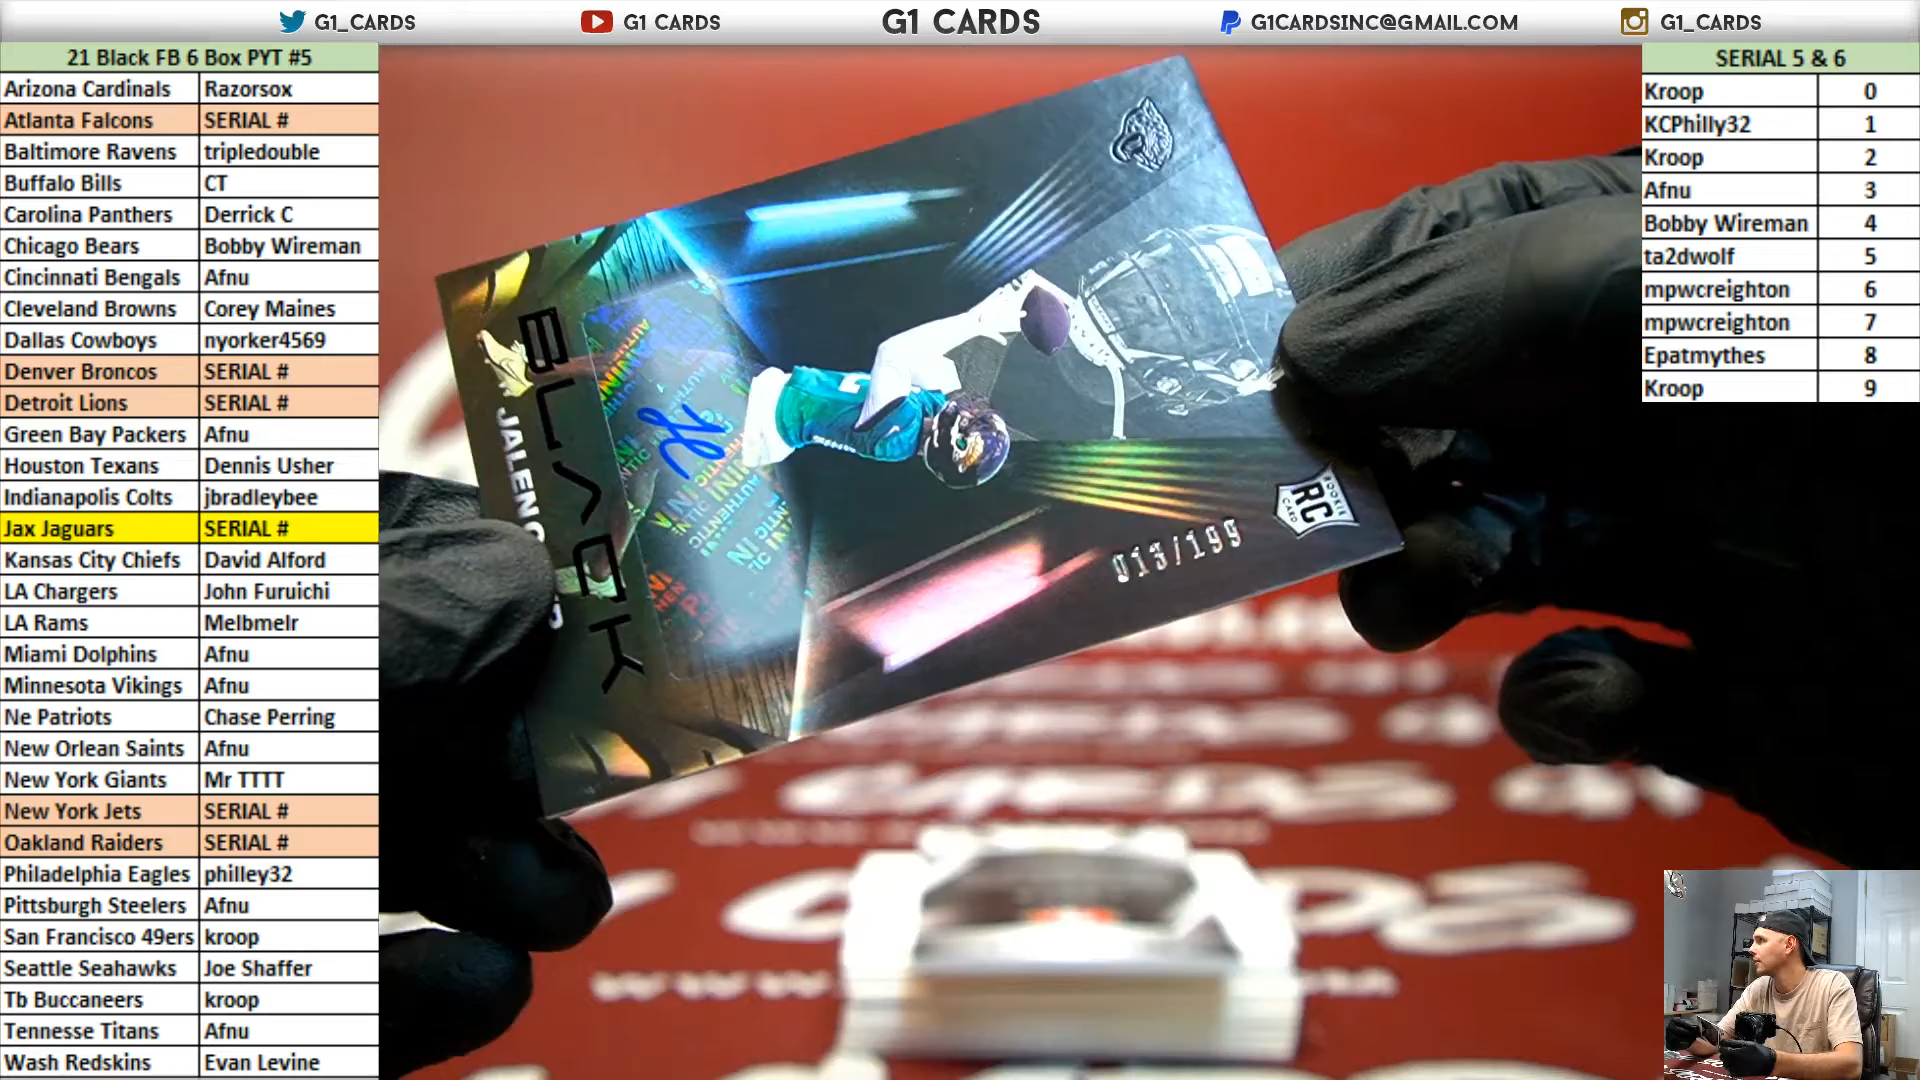 G1_CARDS G1 CARDS G1 CARDS G1CARDSINC@GMAIL.COM G1_CARDS
21 Black FB 6 Box PYT #5
Arizona Cardinals Razorsox
Atlanta Falcons SERIAL #
Baltimore Ravens tripledouble
Buffalo Bills CT
Carolina Panthers Derrick C
Chicago Bears Bobby Wireman
Cincinnati Bengals Afnu
Cleveland Browns Corey Maines
Dallas Cowboys nyorker4569
Denver Broncos SERIAL #
Detroit Lions SERIAL #
Green Bay Packers Afnu
Houston Texans Dennis Usher
Indianapolis Colts jbradleybee
Jax Jaguars SERIAL #
Kansas City Chiefs David Alford
LA Chargers John Furuichi
LA Rams Melbmelr
Miami Dolphins Afnu
Minnesota Vikings Afnu
Ne Patriots Chase Perring
New Orlean Saints Afnu
New York Giants Mr TTTT
New York Jets SERIAL #
Oakland Raiders SERIAL #
Philadelphia Eagles philley32
Pittsburgh Steelers Afnu
San Francisco 49ers kroop
Seattle Seahawks Joe Shaffer
Tb Buccaneers kroop
Tennesse Titans Afnu
Wash Redskins Evan Levine
SERIAL 5 & 6
Kroop 0
KCPhilly32 1
Kroop 2
Afnu 3
Bobby Wireman 4
ta2dwolf 5
mpwcreighton 6
mpwcreighton 7
Epatmythes 8
Kroop 9
BLACK
JALEN
013/199
ROOKIE
RC
CARD